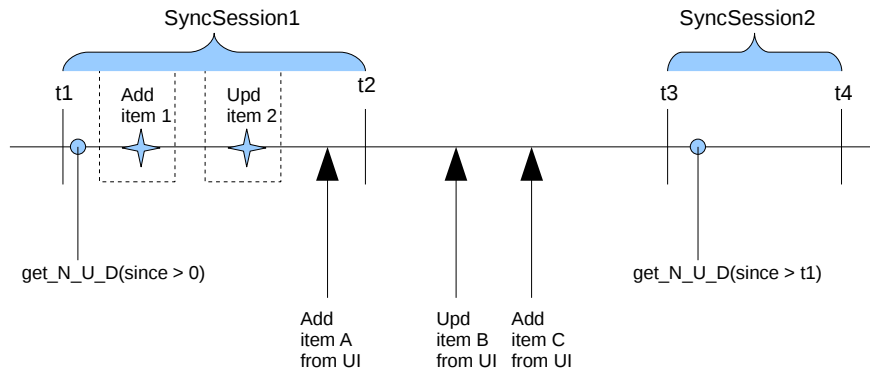 SyncSession1
SyncSession2
t1
t2
t3
t4
Add
item 1
Upd
item 2
get_N_U_D(since > 0)
get_N_U_D(since > t1)
Add
item A
from UI
Upd
item B
from UI
Add
item C
from UI